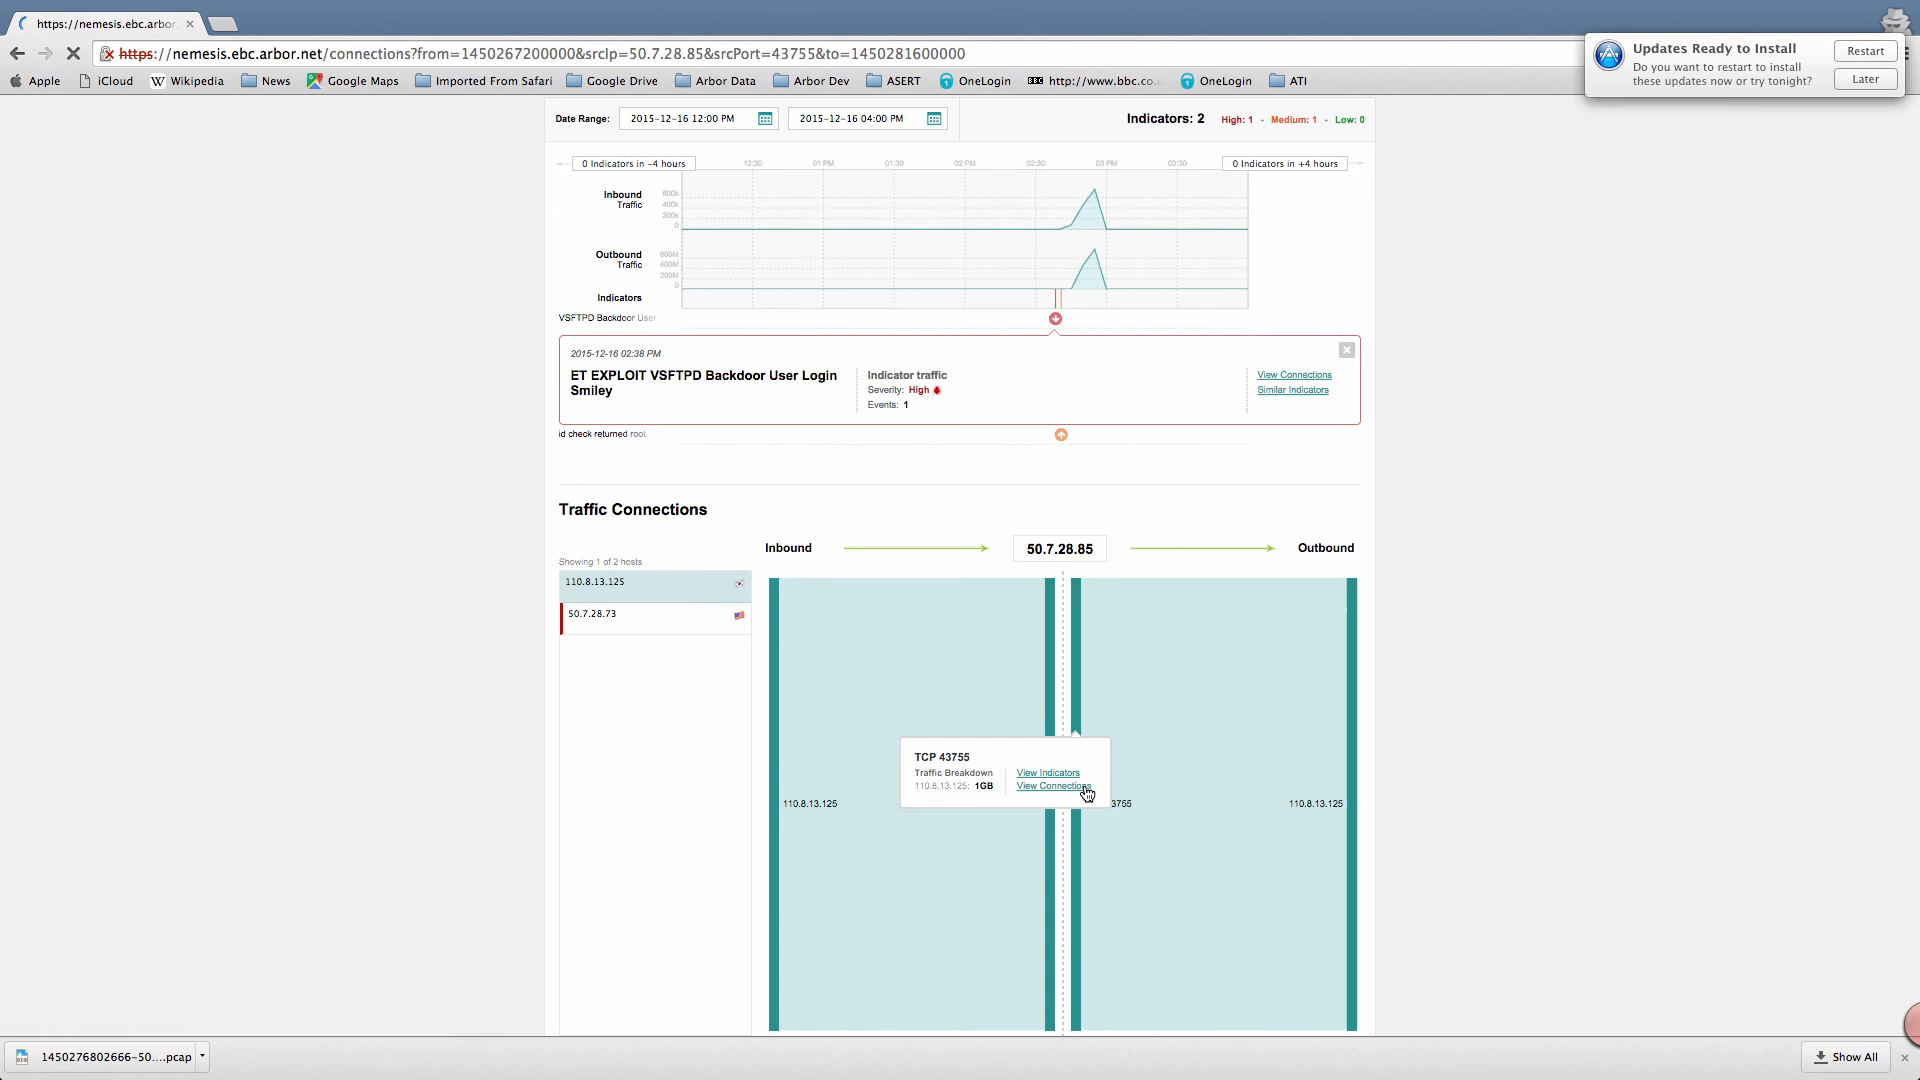 https://nemesis.ebc.arbor.
https://nemesis.ebc.arbor.net/connections?from=1450267200000&srcIp=50.7.28.85&srcPort=43755&to=1450281600000
Apple iCloud Wikipedia News Google Maps Imported From Safari Google Drive Arbor Data Arbor Dev ASERT OneLogin http://www.bbc.co. OneLogin ATI
Updates Ready to Install
Do you want to restart to install
these updates now or try tonight?
Restart
Later
Date Range: 2015-12-16 12:00 PM 2015-12-16 04:00 PM Indicators: 2 High: 1 - Medium: 1 - Low: 0
0 Indicators in -4 hours 12:30 01 PM 01:30 02 PM 02:30 03 PM 03:30 0 Indicators in +4 hours
Inbound
Traffic
600k
400k
200k
0
Outbound
Traffic
600M
400M
200M
0
Indicators
VSFTPD Backdoor User
2015-12-16 02:38 PM
ET EXPLOIT VSFTPD Backdoor User Login
Smiley
Indicator traffic
Severity: High
Events: 1
View Connections
Similar Indicators
id check returned root
Traffic Connections
Inbound 50.7.28.85 Outbound
Showing 1 of 2 hosts
110.8.13.125
50.7.28.73
TCP 43755
Traffic Breakdown View Indicators
110.8.13.125: 1GB View Connections
110.8.13.125 3755 110.8.13.125
1450276802666-50....pcap
Show All